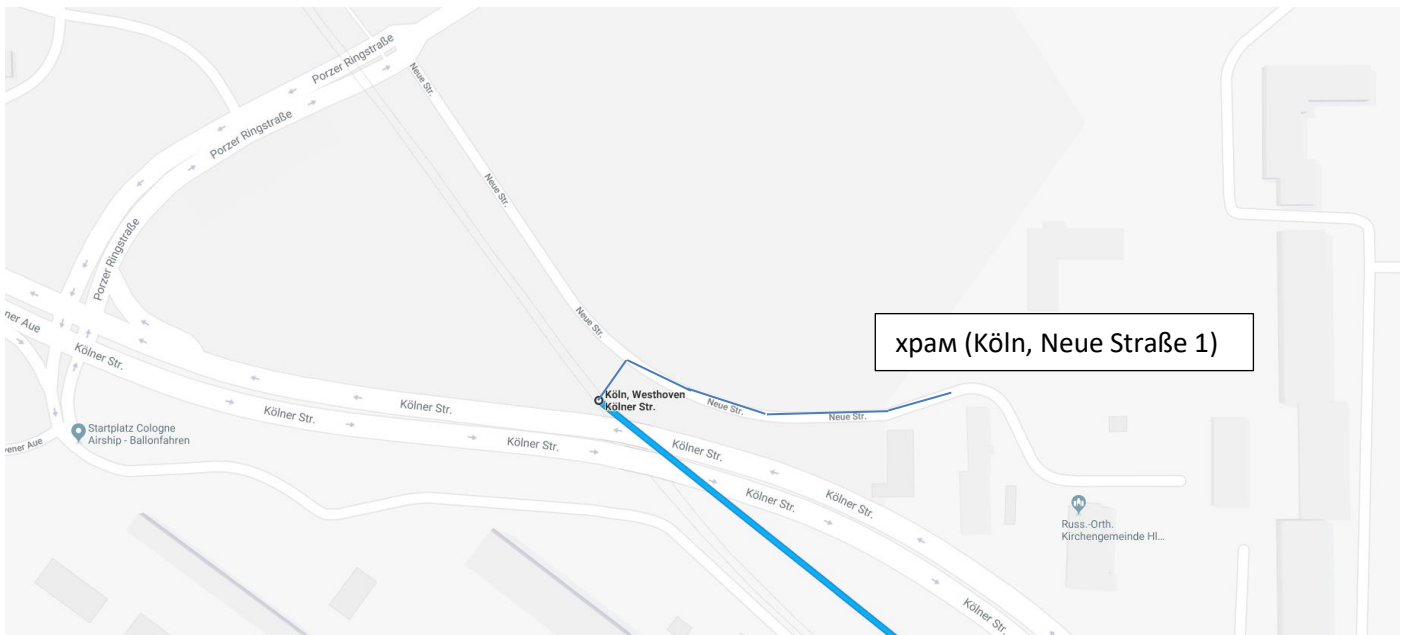 Porzer Ringstraße
Porzer Ringstraße
Neue Str.
Neue Str.
Porzer Ringstraße
Neue Str.
храм (Köln, Neue Straße 1)
ner Aue
Kölner Str.
Köln, Westhoven
Kölner Str.
Kölner Str.
Kölner Str.
Neue Str.
Neue Str.
Startplatz Cologne
Airship - Ballonfahren
vener Aue
Kölner Str.
Kölner Str.
Kölner Str.
Kölner Str.
Russ.-Orth.
Kirchengemeinde Hl...
Kölner Str.